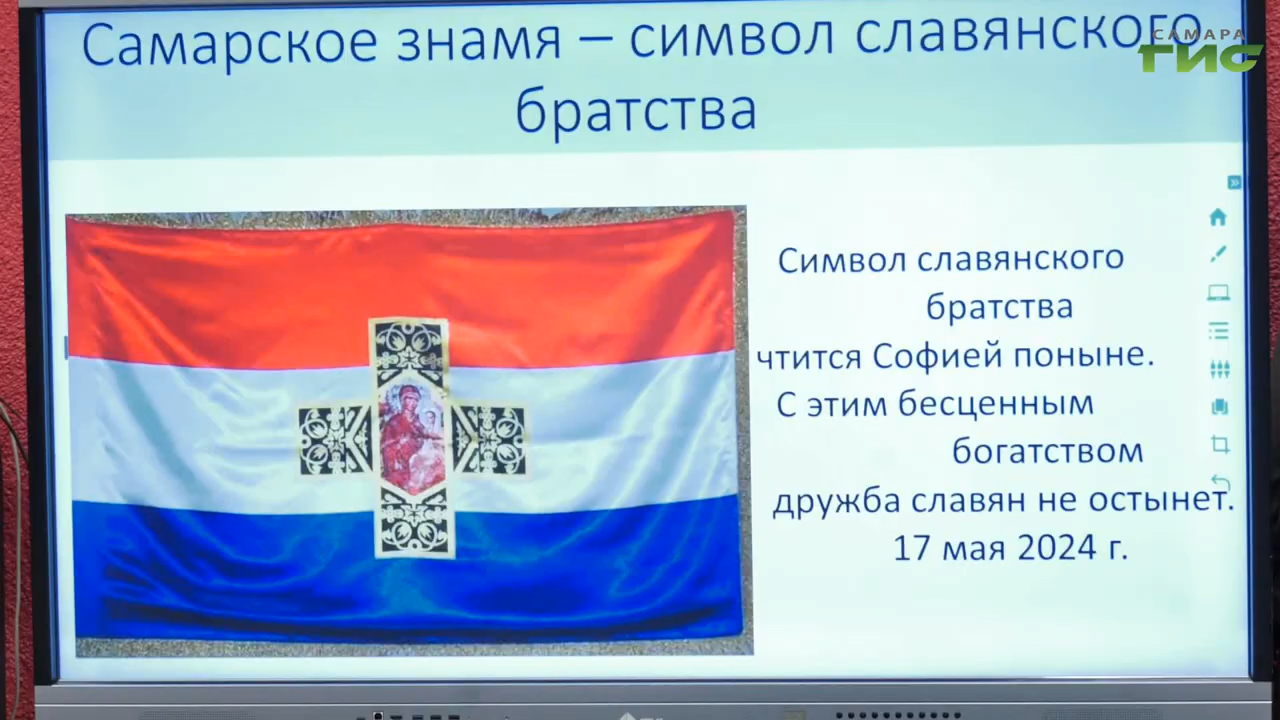 Самарское знамя – символ славянского
братства
САМАРА
ГИС
Символ славянского
братства
чтится Софией поныне.
С этим бесценным
богатством
дружба славян не остынет.
17 мая 2024 г.